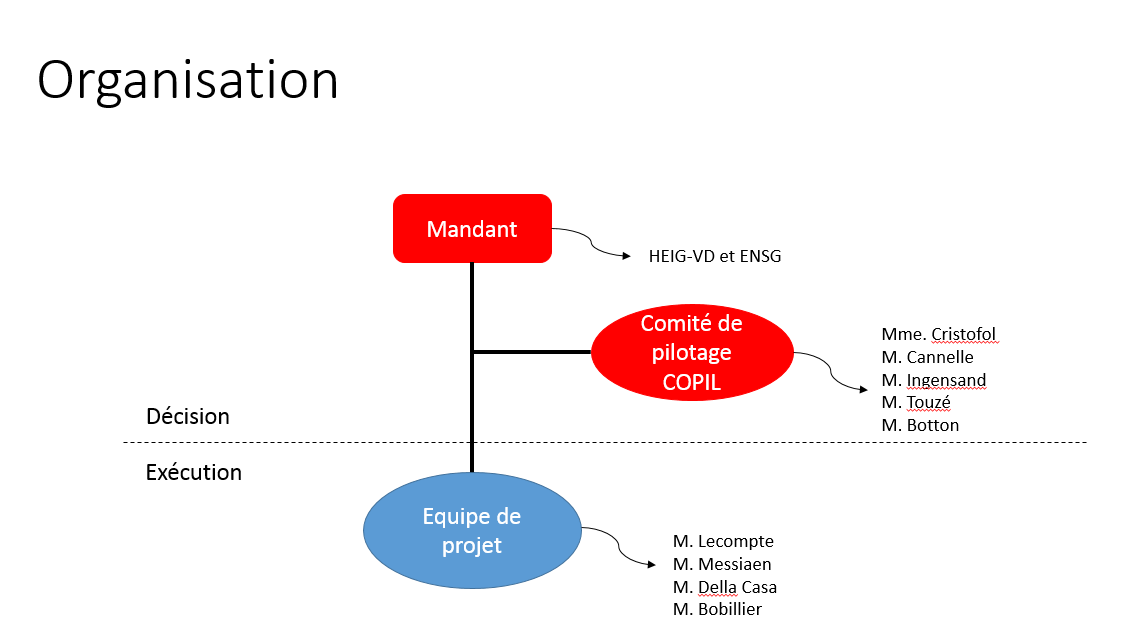 Organisation
Mandant
HEIG-VD et ENSG
Comité de
pilotage
COPIL
Mme. Cristofol
M. Cannelle
M. Ingensand
M. Touzé
M. Botton
Décision
Exécution
Equipe de
projet
M. Lecompte
M. Messiaen
M. Della Casa
M. Bobillier